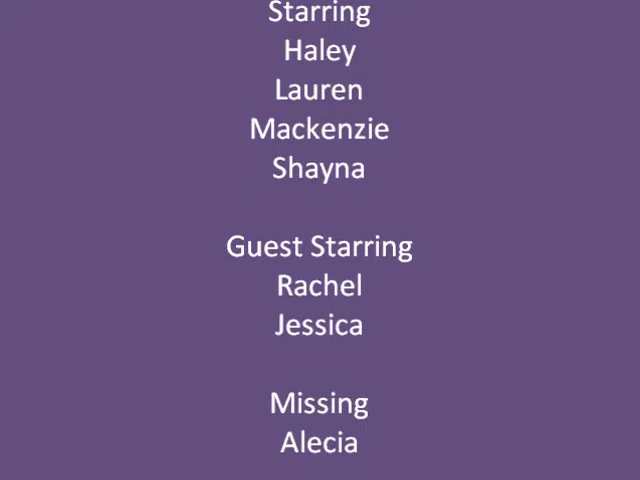 Starring
Haley
Lauren
Mackenzie
Shayna
Guest Starring
Rachel
Jessica
Missing
Alecia